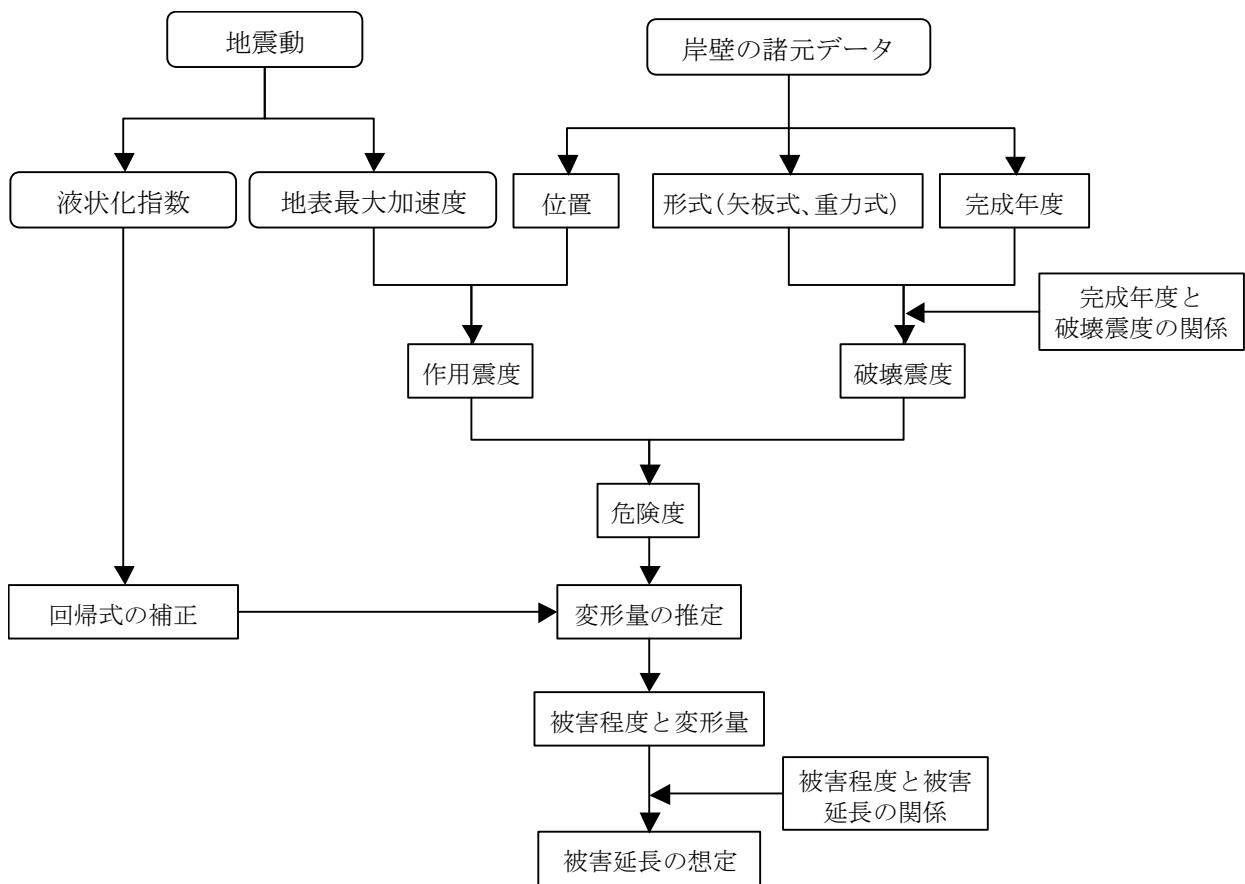 地震動
岸壁の諸元データ
液状化指数
地表最大加速度
位置
形式(矢板式、重力式)
完成年度
完成年度と
破壊震度の関係
作用震度
破壊震度
危険度
回帰式の補正
変形量の推定
被害程度と変形量
被害程度と被害
延長の関係
被害延長の想定